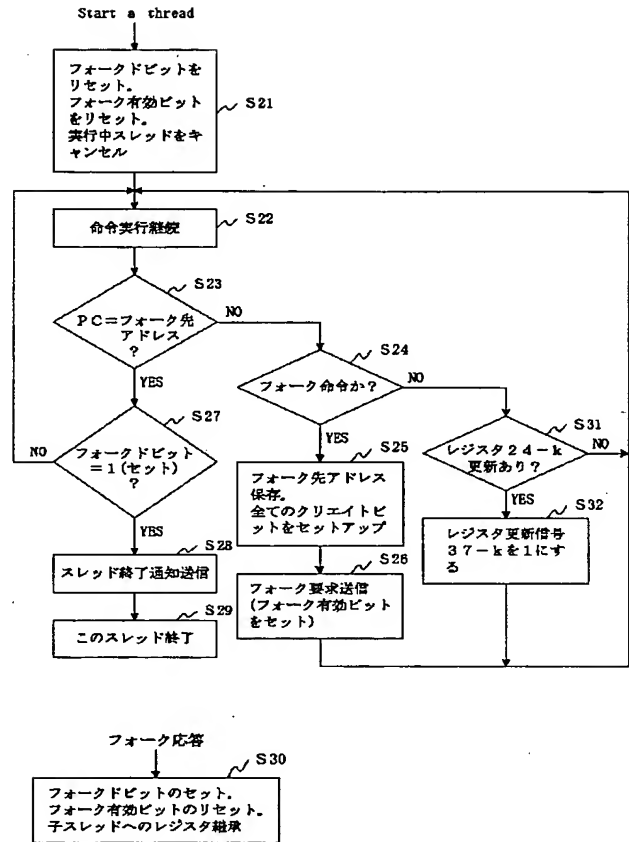 Start a thread
フォークドビットを
リセット。
フォーク有効ビット
をリセット。
実行中スレッドをキ
ャンセル
S21
命令実行継続
S22
S23
PC=フォーク先
アドレス
?
NO
YES
S24
フォーク命令か?
NO
YES
S27
フォークドビット
=1(セット)
?
NO
YES
S25
フォーク先アドレス
保存。
全てのクリエイトビ
ットをセットアップ
S31
レジスタ24-k
更新あり?
NO
YES
S32
レジスタ更新信号
37-kを1にす
る
S28
スレッド終了通知送信
S26
フォーク要求送信
(フォーク有効ビット
をセット)
S29
このスレッド終了
フォーク応答
S30
フォークドビットのセット。
フォーク有効ビットのリセット。
子スレッドへのレジスタ継承